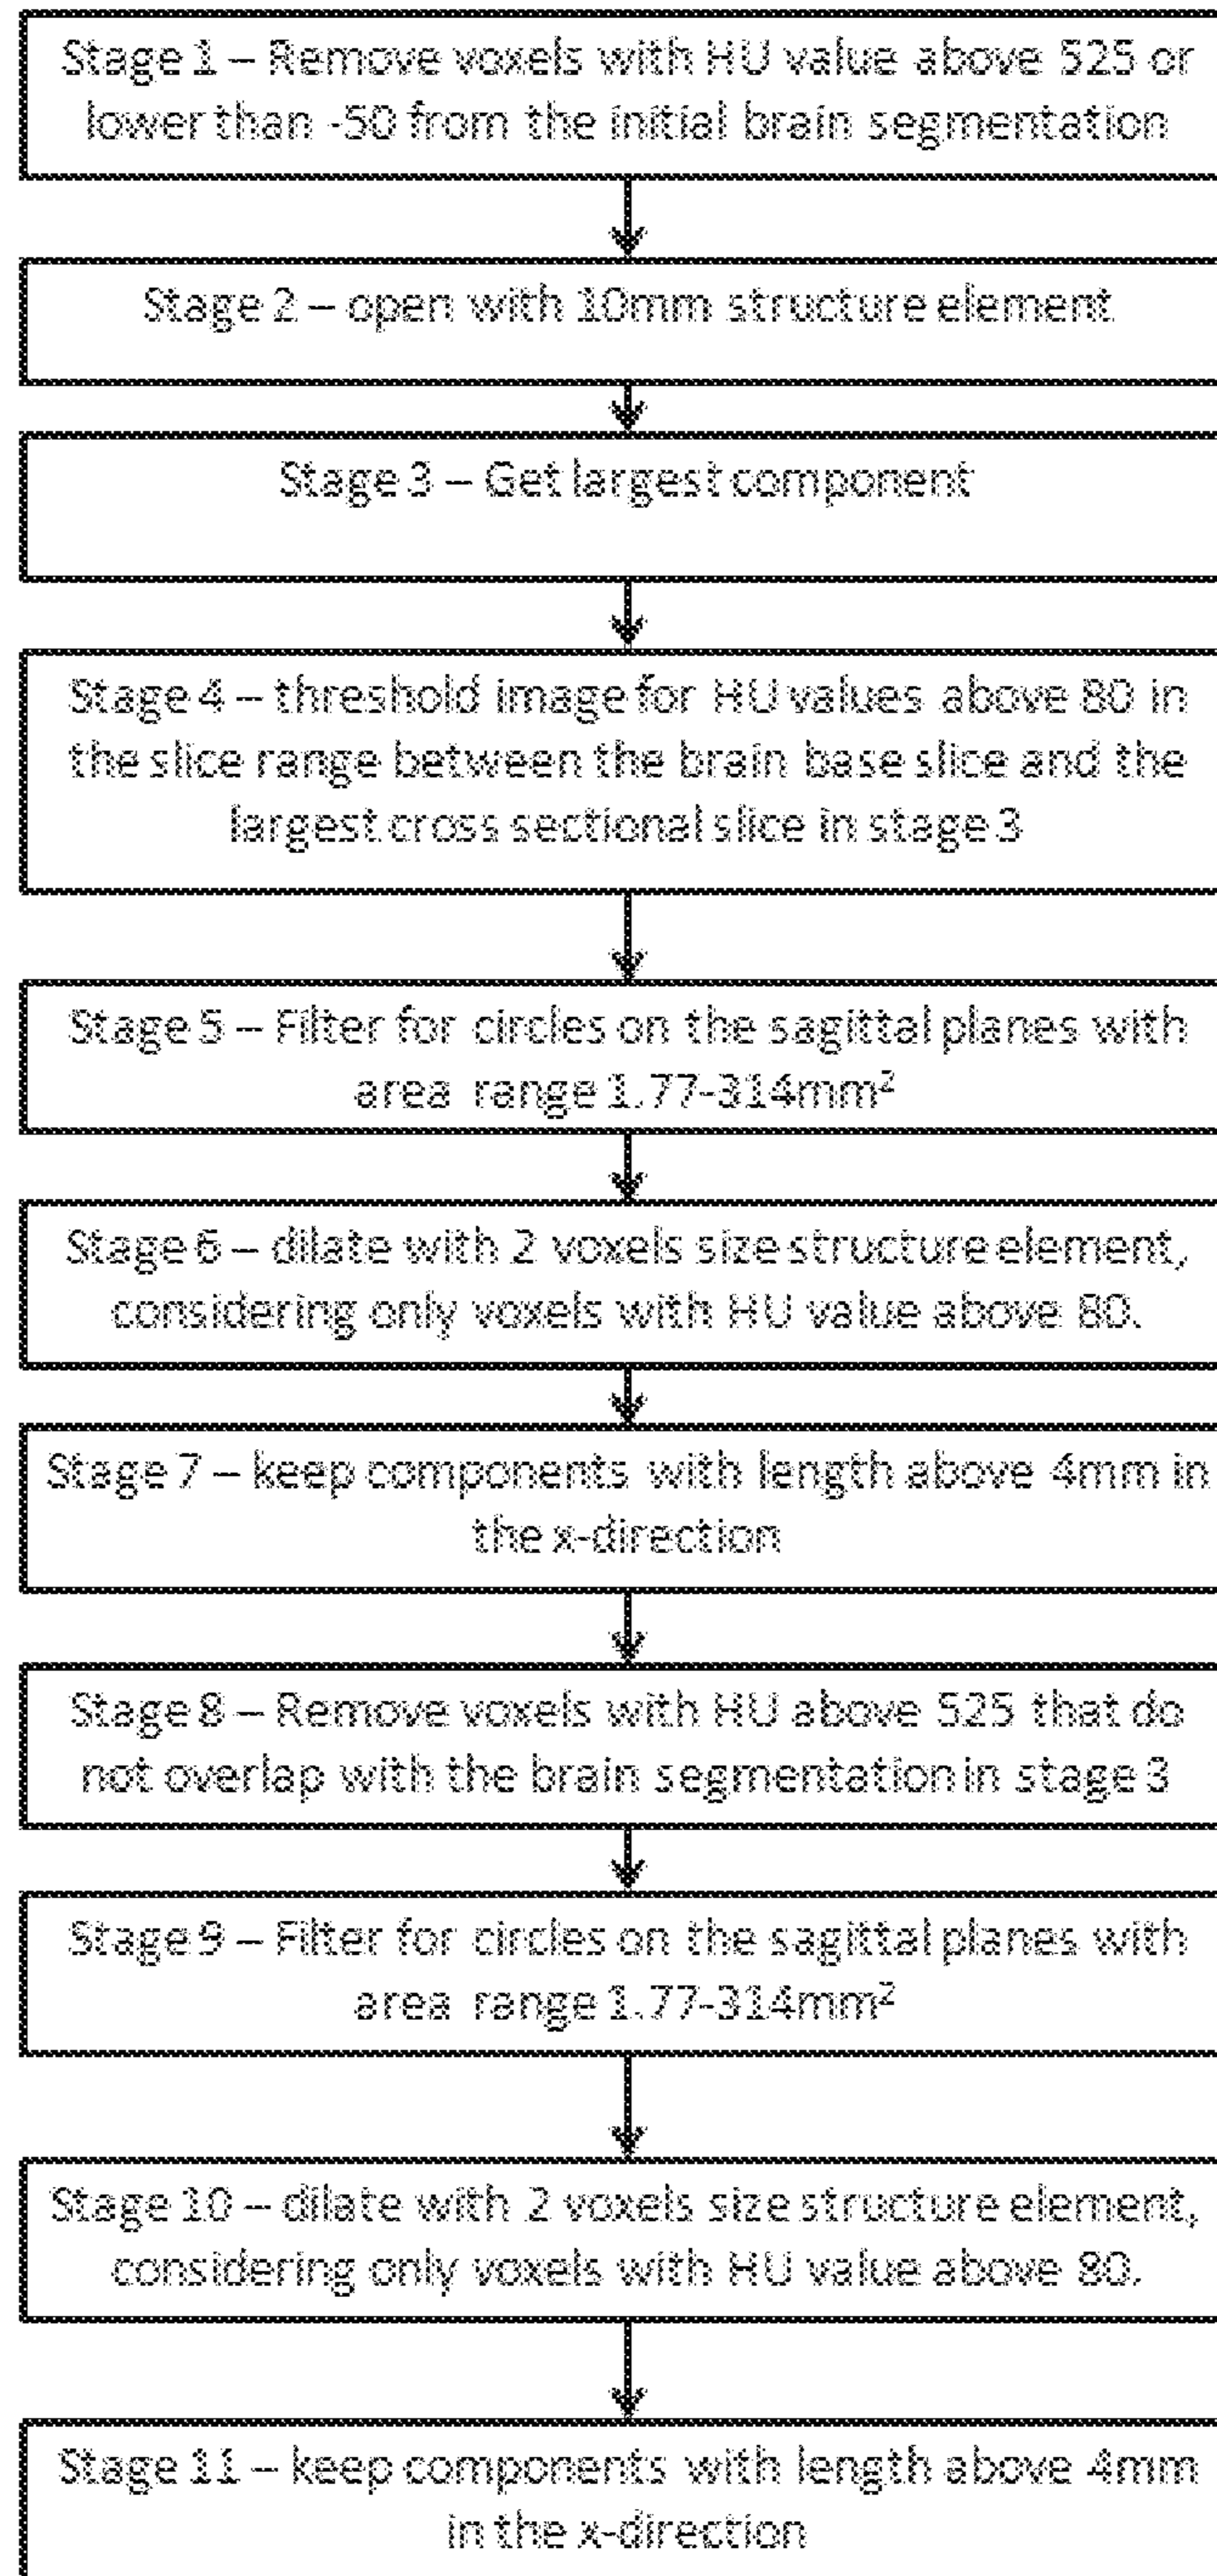 Stage 1 – Remove voxels with HU value above 525 or
lower than -50 from the initial brain segmentation
Stage 2 – open with 10mm structure element
Stage 3 – Get largest component
Stage 4 – threshold image for HU values above 80 in
the slice range between the brain base slice and the
largest cross sectional slice in stage 3
Stage 5 – Filter for circles on the sagittal planes with
area range 1.77-314mm²
Stage 6 – dilate with 2 voxels size structure element,
considering only voxels with HU value above 80.
Stage 7 – keep components with length above 4mm in
the x-direction
Stage 8 – Remove voxels with HU above 525 that do
not overlap with the brain segmentation in stage 3
Stage 9 – Filter for circles on the sagittal planes with
area range 1.77-314mm²
Stage 10 – dilate with 2 voxels size structure element,
considering only voxels with HU value above 80.
Stage 11 – keep components with length above 4mm
in the x-direction